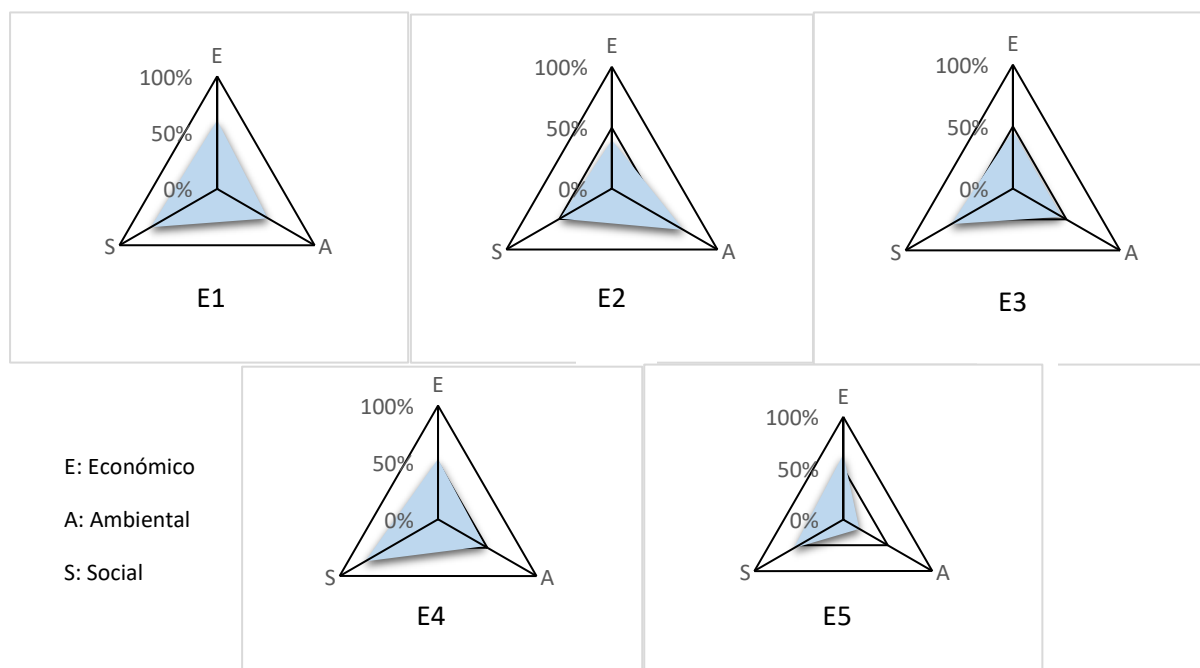 E
100%
50%
0%
S
A
E1
E
100%
50%
0%
S
A
E2
E
100%
50%
0%
S
A
E3
E: Económico
A: Ambiental
S: Social
E
100%
50%
0%
S
A
E4
E
100%
50%
0%
S
A
E5